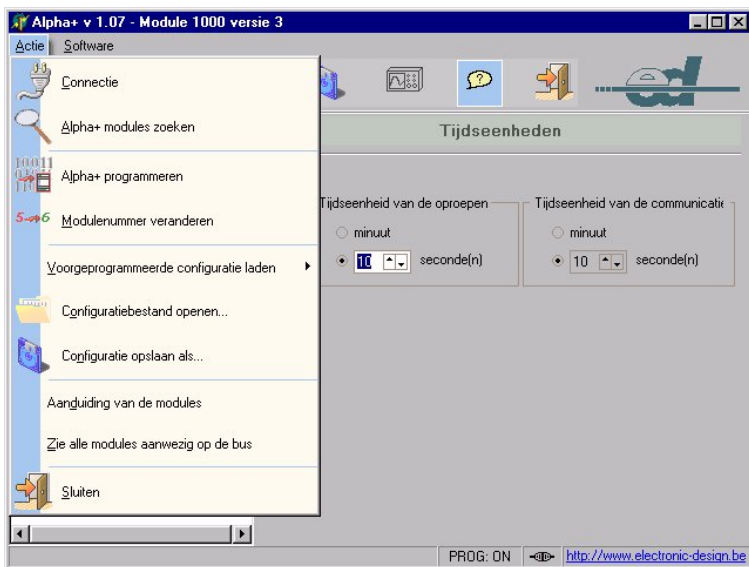 Alpha+ v 1.07 - Module 1000 versie 3
Actie Software
Connectie
Alpha+ modules zoeken
Alpha+ programmeren
5 6 Modulenummer veranderen
Voorgeprogrammeerde configuratie laden
Configuratiebestand openen...
Configuratie opslaan als...
Aanduiding van de modules
Zie alle modules aanwezig op de bus
Sluiten
ed
Tijdseenheden
Tijdseenheid van de oproepen
minuut
10 seconde(n)
Tijdseenheid van de communicatie
minuut
10 seconde(n)
PROG: ON
http://www.electronic-design.be